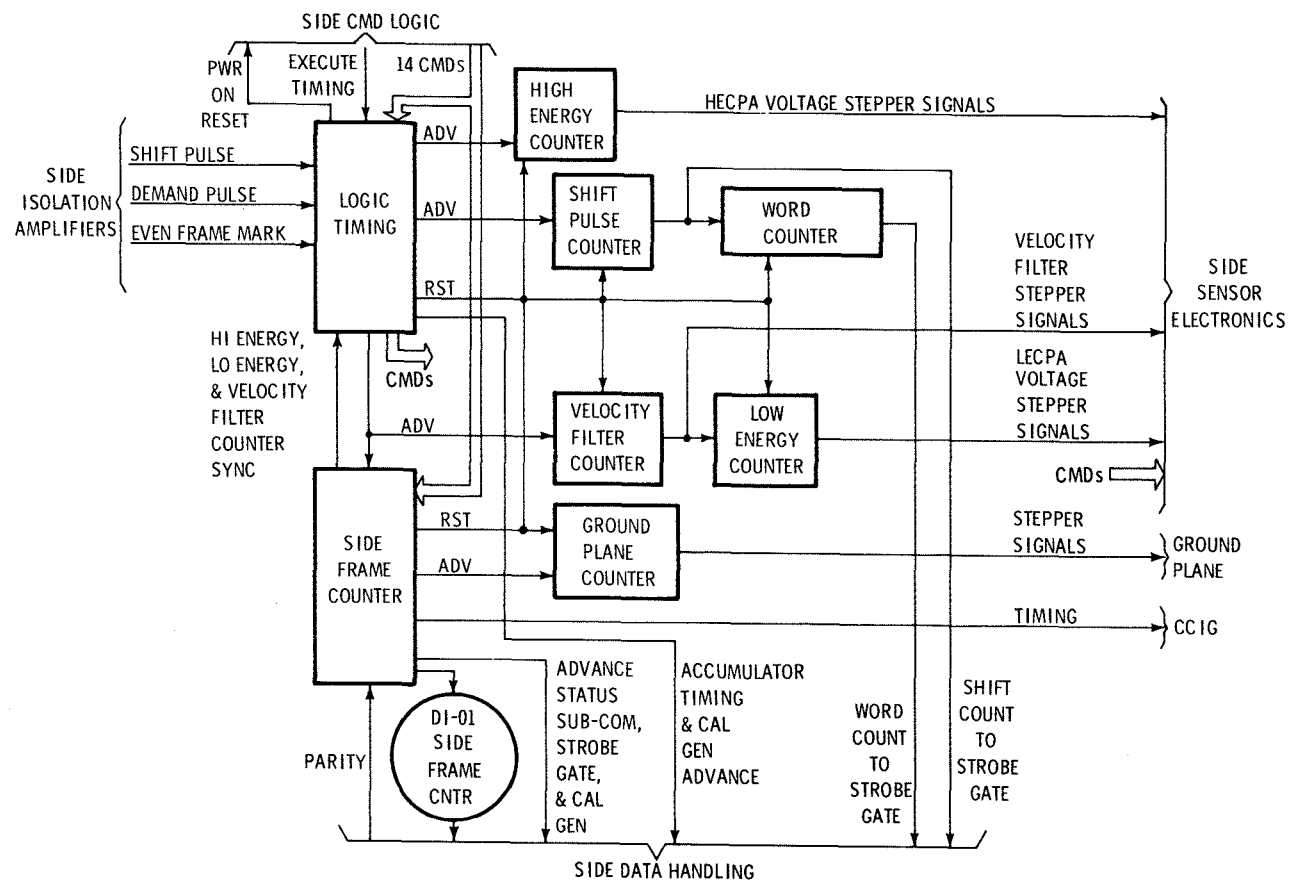 SIDE CMD LOGIC
PWR
ON
RESET
EXECUTE
TIMING
14 CMDs
SIDE
ISOLATION
AMPLIFIERS
SHIFT PULSE
DEMAND PULSE
EVEN FRAME MARK
LOGIC
TIMING
ADV
HIGH
ENERGY
COUNTER
HECPA VOLTAGE STEPPER SIGNALS
ADV
SHIFT
PULSE
COUNTER
WORD
COUNTER
RST
VELOCITY
FILTER
STEPPER
SIGNALS
SIDE
SENSOR
ELECTRONICS
HI ENERGY,
LO ENERGY,
& VELOCITY
FILTER
COUNTER
SYNC
CMDs
ADV
VELOCITY
FILTER
COUNTER
LOW
ENERGY
COUNTER
LECPA
VOLTAGE
STEPPER
SIGNALS
CMDs
SIDE
FRAME
COUNTER
RST
ADV
GROUND
PLANE
COUNTER
STEPPER
SIGNALS
GROUND
PLANE
TIMING
CCIG
PARITY
DI-01
SIDE
FRAME
CNTR
ADVANCE
STATUS
SUB-COM,
STROBE
GATE,
& CAL
GEN
ACCUMULATOR
TIMING
& CAL
GEN
ADVANCE
WORD
COUNT
TO
STROBE
GATE
SHIFT
COUNT
TO
STROBE
GATE
SIDE DATA HANDLING